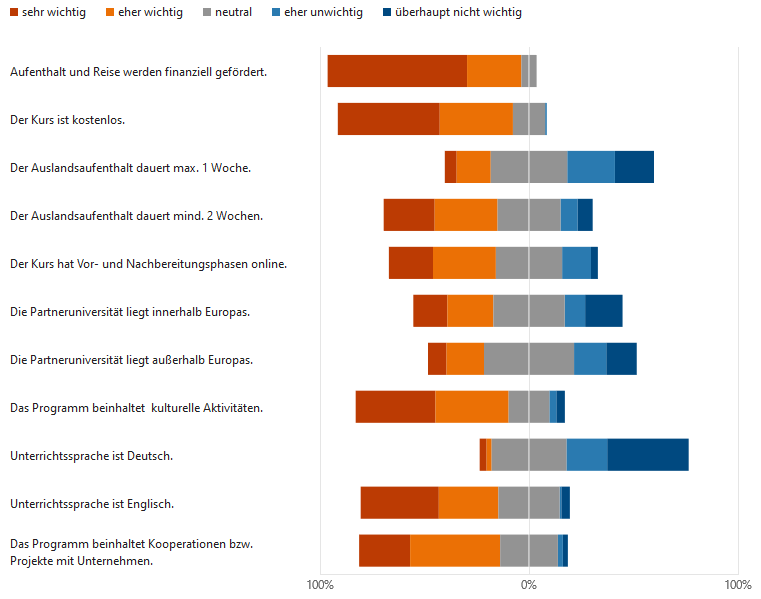 sehr wichtig eher wichtig neutral eher unwichtig überhaupt nicht wichtig
Aufenthalt und Reise werden finanziell gefördert.
Der Kurs ist kostenlos.
Der Auslandsaufenthalt dauert max. 1 Woche.
Der Auslandsaufenthalt dauert mind. 2 Wochen.
Der Kurs hat Vor- und Nachbereitungsphasen online.
Die Partneruniversität liegt innerhalb Europas.
Die Partneruniversität liegt außerhalb Europas.
Das Programm beinhaltet kulturelle Aktivitäten.
Unterrichtssprache ist Deutsch.
Unterrichtssprache ist Englisch.
Das Programm beinhaltet Kooperationen bzw.
Projekte mit Unternehmen.
100% 0% 100%